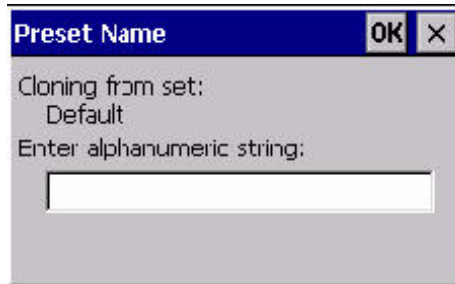 Preset Name OK ×
Cloning from set:
Default
Enter alphanumeric string: